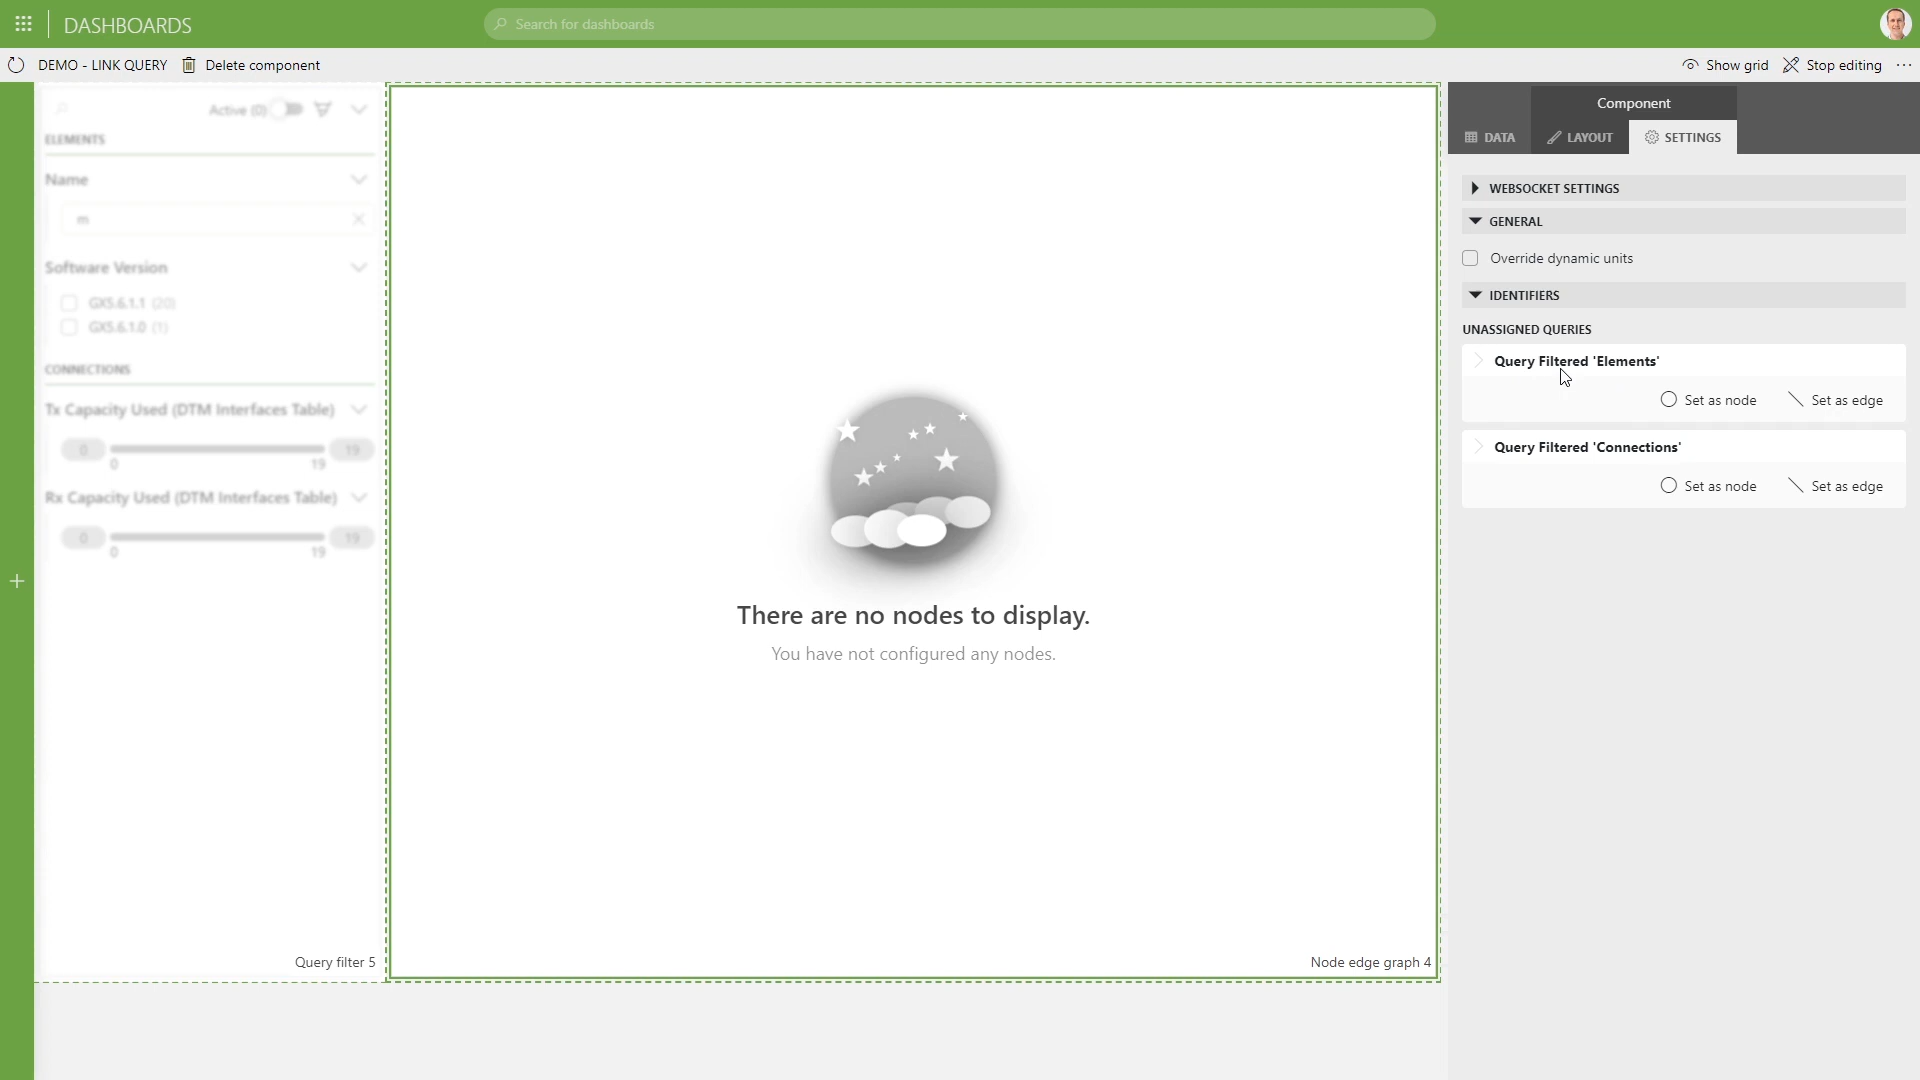 DASHBOARDS
Search for dashboards
DEMO - LINK QUERY
Delete component
Show grid
Stop editing
Active (0)
ELEMENTS
Name
m
Software Version
GX5.6.1.1 (20)
GX5.6.1.0 (1)
CONNECTIONS
Tx Capacity Used (DTM Interfaces Table)
0
19
0
19
Rx Capacity Used (DTM Interfaces Table)
0
19
0
19
Query filter 5
There are no nodes to display.
You have not configured any nodes.
Node edge graph 4
Component
DATA
LAYOUT
SETTINGS
WEBSOCKET SETTINGS
GENERAL
Override dynamic units
IDENTIFIERS
UNASSIGNED QUERIES
Query Filtered 'Elements'
Set as node
Set as edge
Query Filtered 'Connections'
Set as node
Set as edge